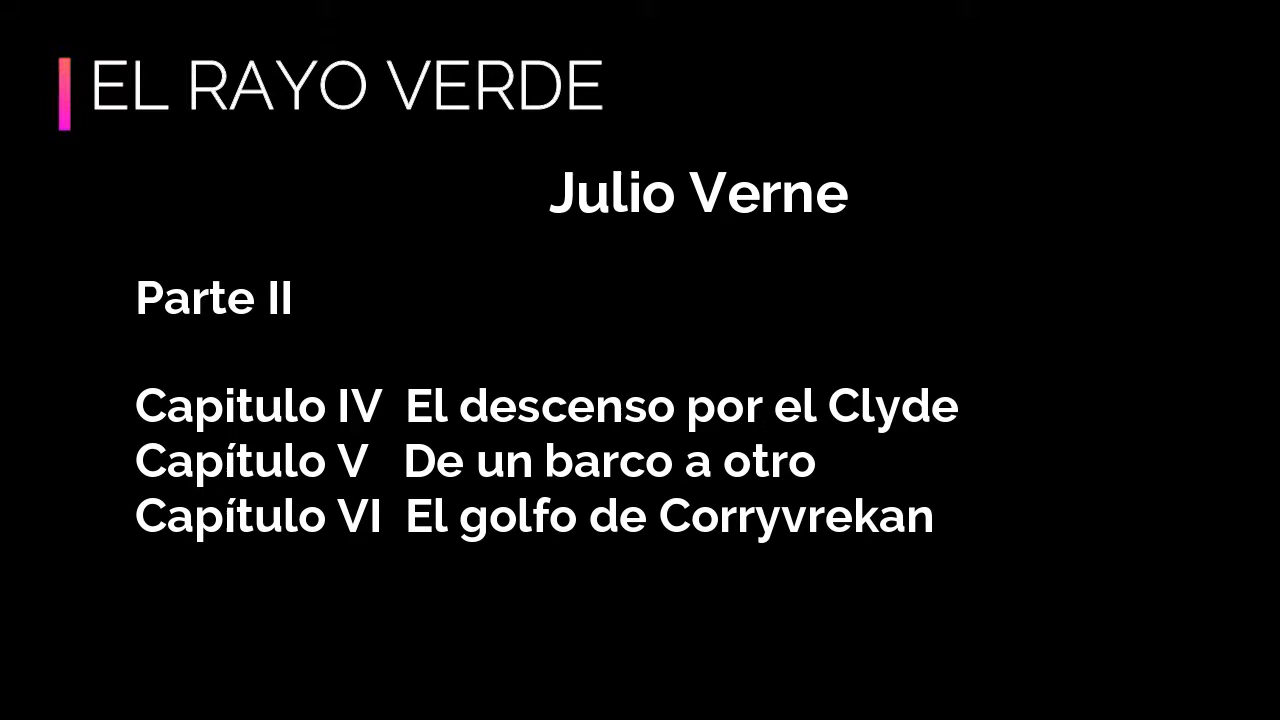 EL RAYO VERDE
Julio Verne
Parte II
Capitulo IV El descenso por el Clyde
Capítulo V De un barco a otro
Capítulo VI El golfo de Corryvrekan